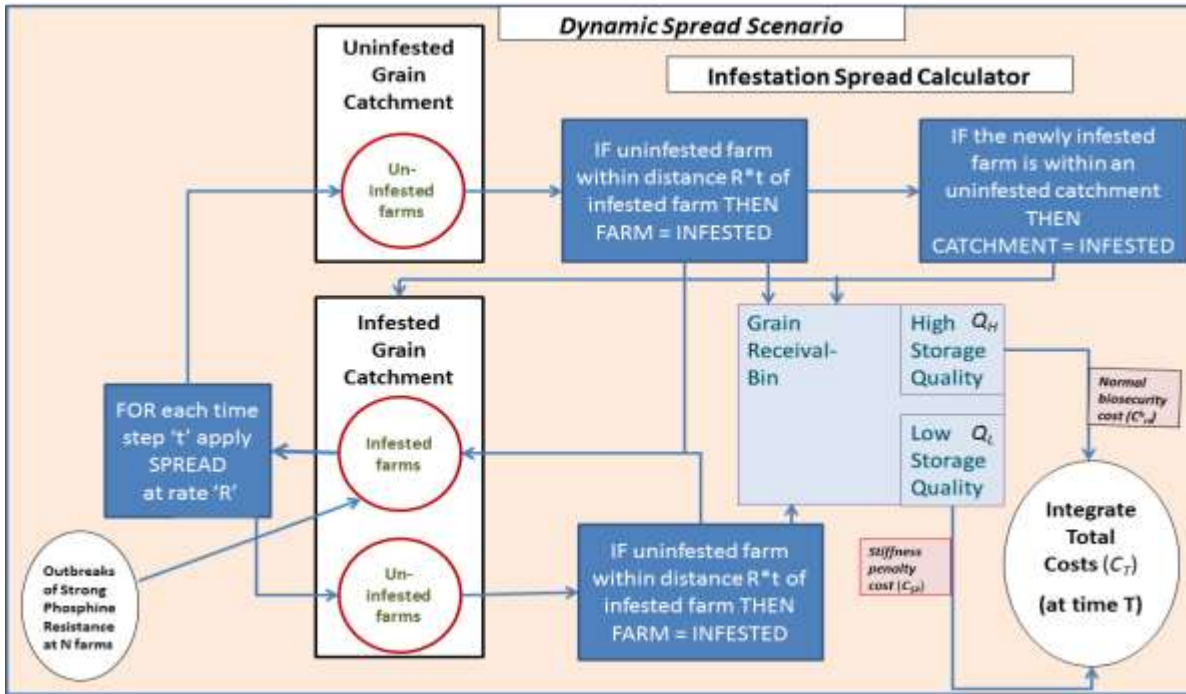 Dynamic Spread Scenario
Infestation Spread Calculator
Uninfested
Grain
Catchment
Un-
Infested
farms
IF uninfested farm
within distance R*t of
infested farm THEN
FARM = INFESTED
IF the newly infested
farm is within an
uninfested catchment
THEN
CATCHMENT = INFESTED
Infested
Grain
Catchment
Infested
farms
Un-
infested
farms
FOR each time
step ‘t’ apply
SPREAD
at rate ‘R’
Outbreaks
of Strong
Phosphine
Resistance
at N farms
IF uninfested farm
within distance R*t of
infested farm THEN
FARM = INFESTED
Grain
Receival-
Bin
High Q_H
Storage
Quality
Low Q_L
Storage
Quality
Normal
biosecurity
cost
Stiffness
penalty
cost
Integrate
Total
Costs (C_T)
(at time T)